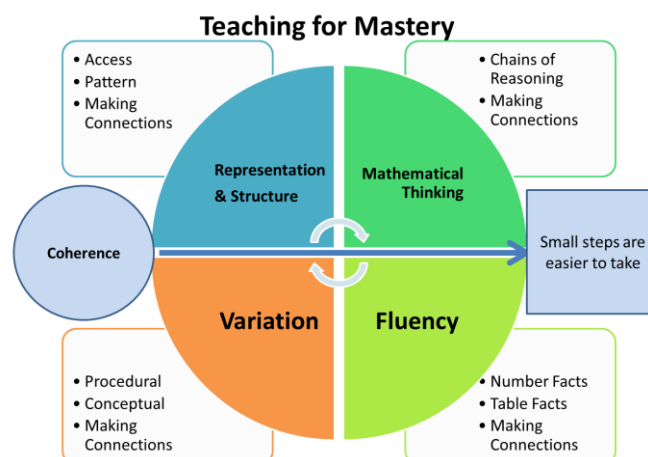 Teaching for Mastery
• Access
• Pattern
• Making
Connections
• Chains of
Reasoning
• Making
Connections
Representation
& Structure
Mathematical
Thinking
Coherence
Small steps are
easier to take
Variation
Fluency
• Procedural
• Conceptual
• Making
Connections
• Number Facts
• Table Facts
• Making
Connections